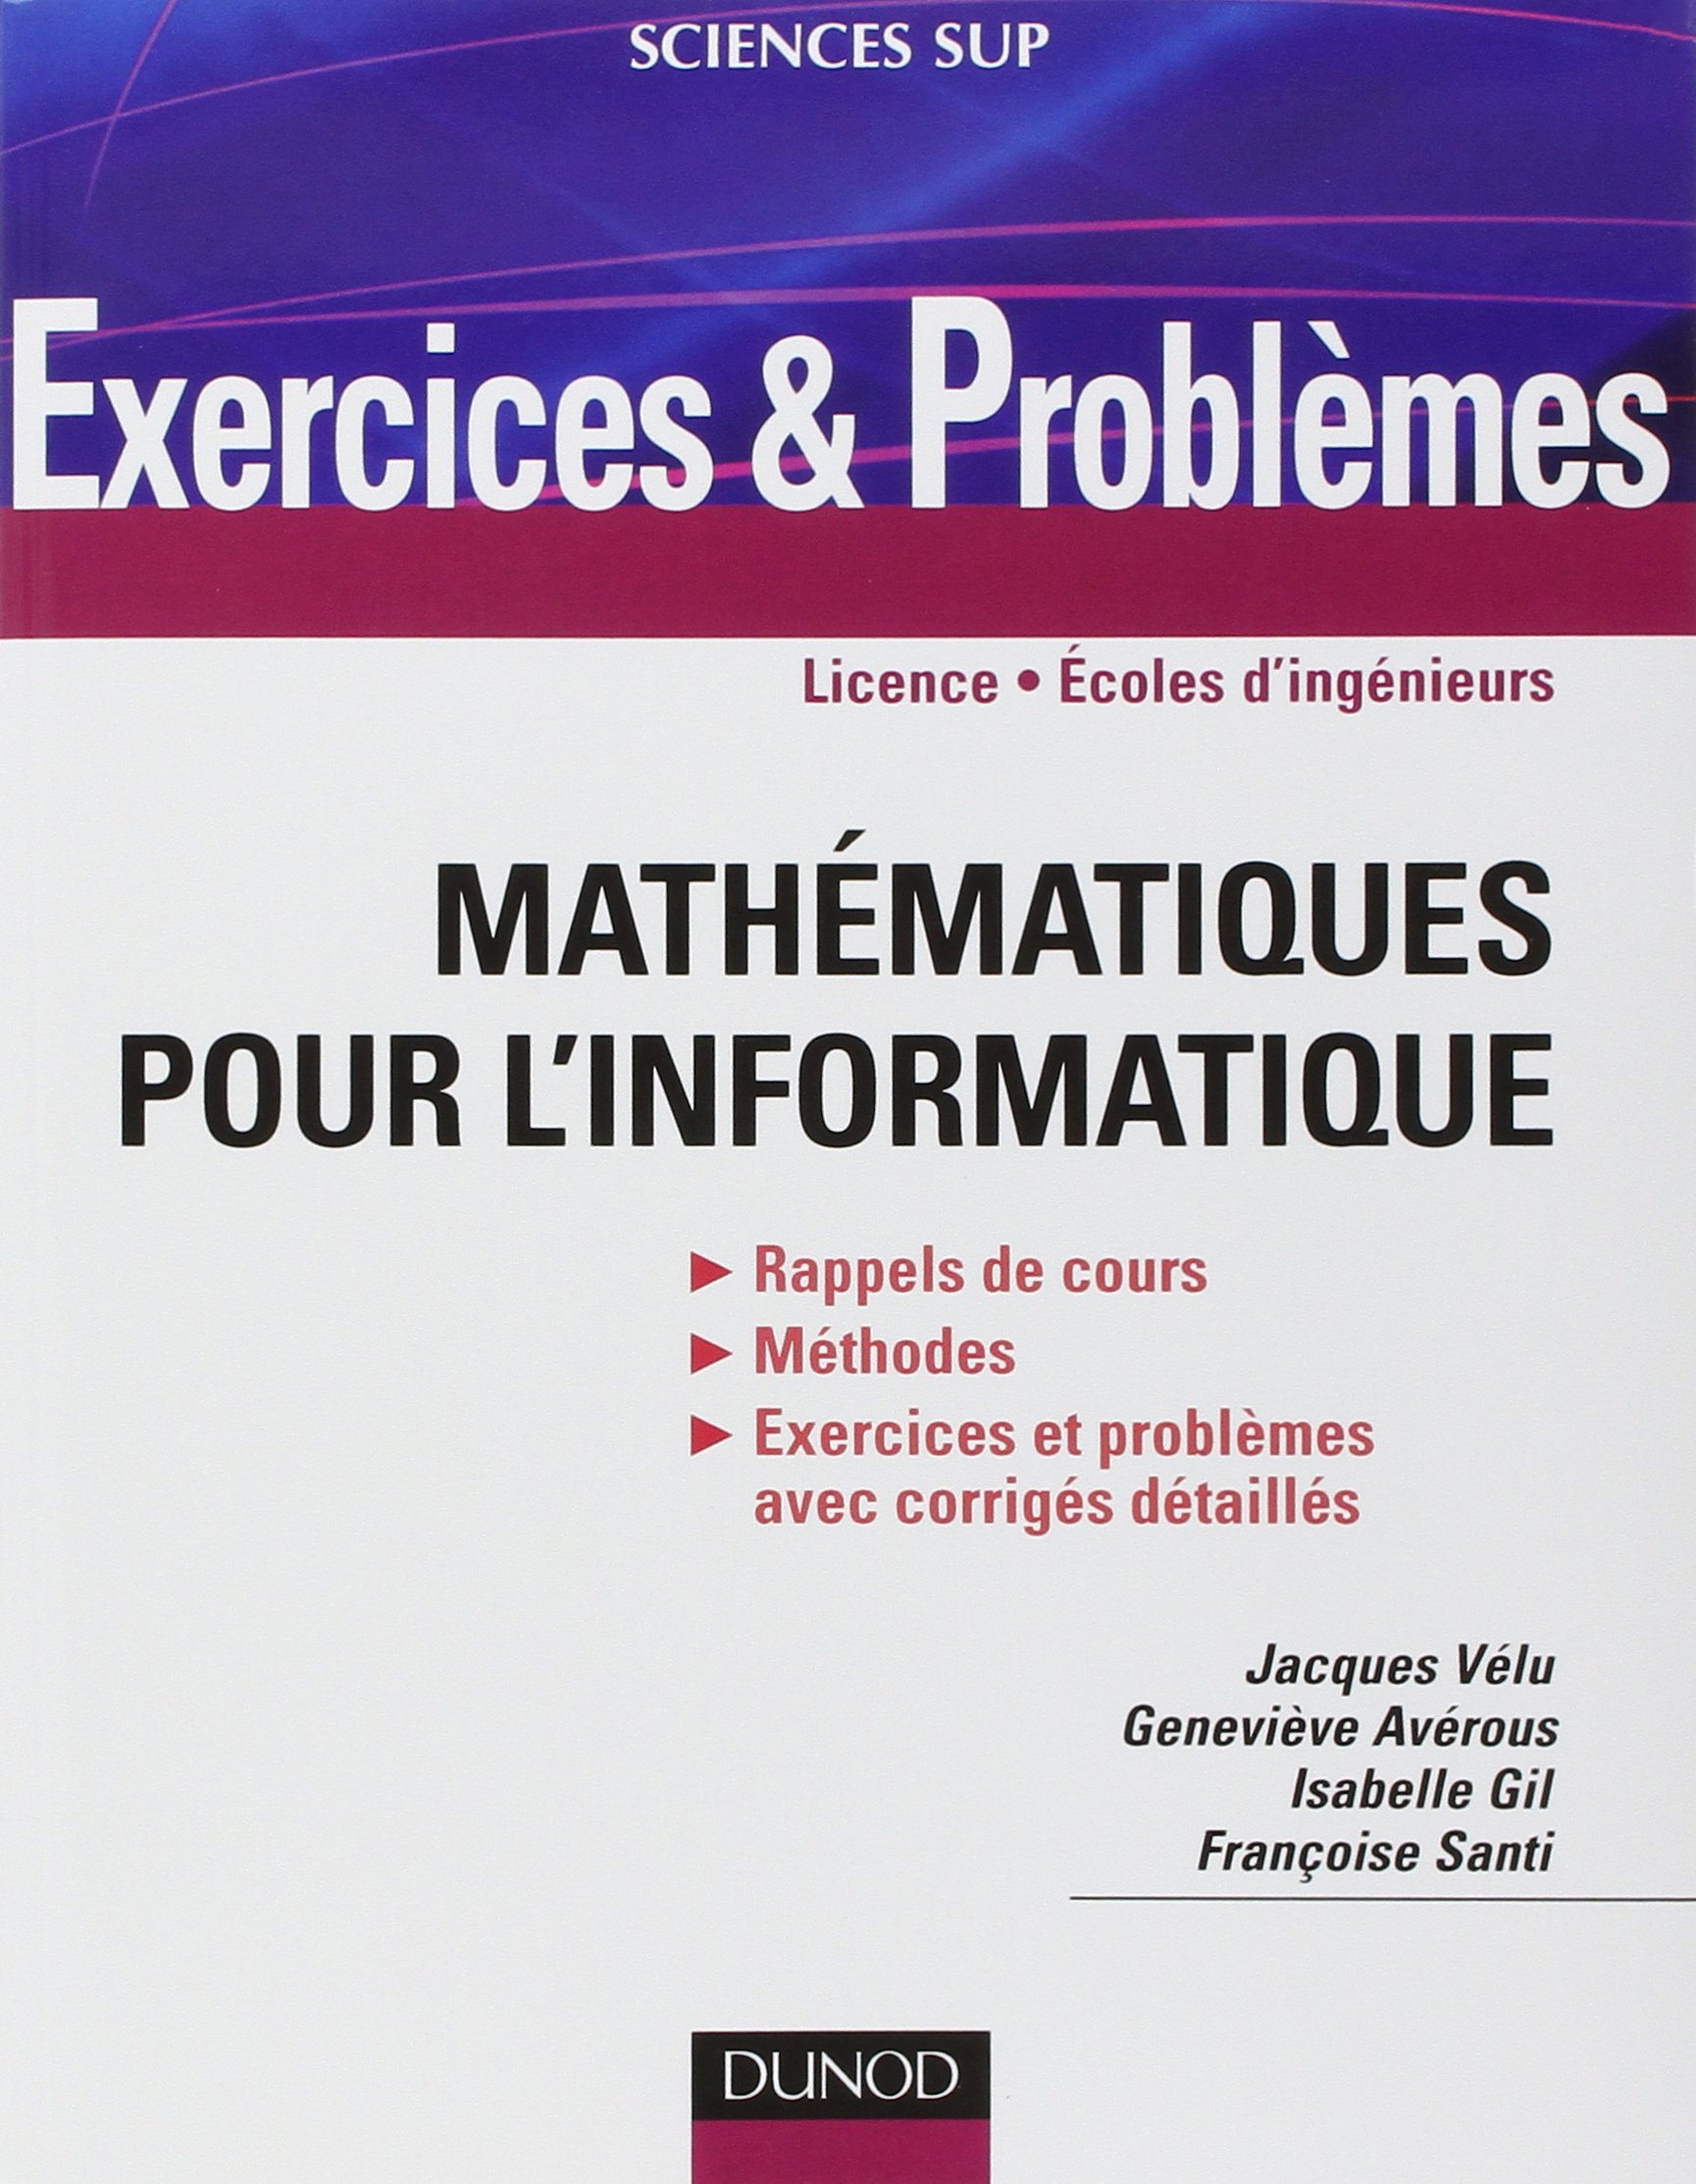 SCIENCES SUP
Exercices & Problèmes
Licence • Écoles d'ingénieurs
MATHÉMATIQUES
POUR L'INFORMATIQUE
▶ Rappels de cours
▶ Méthodes
▶ Exercices et problèmes
avec corrigés détaillés
Jacques Vélu
Geneviève Avérous
Isabelle Gil
Françoise Santi
DUNOD